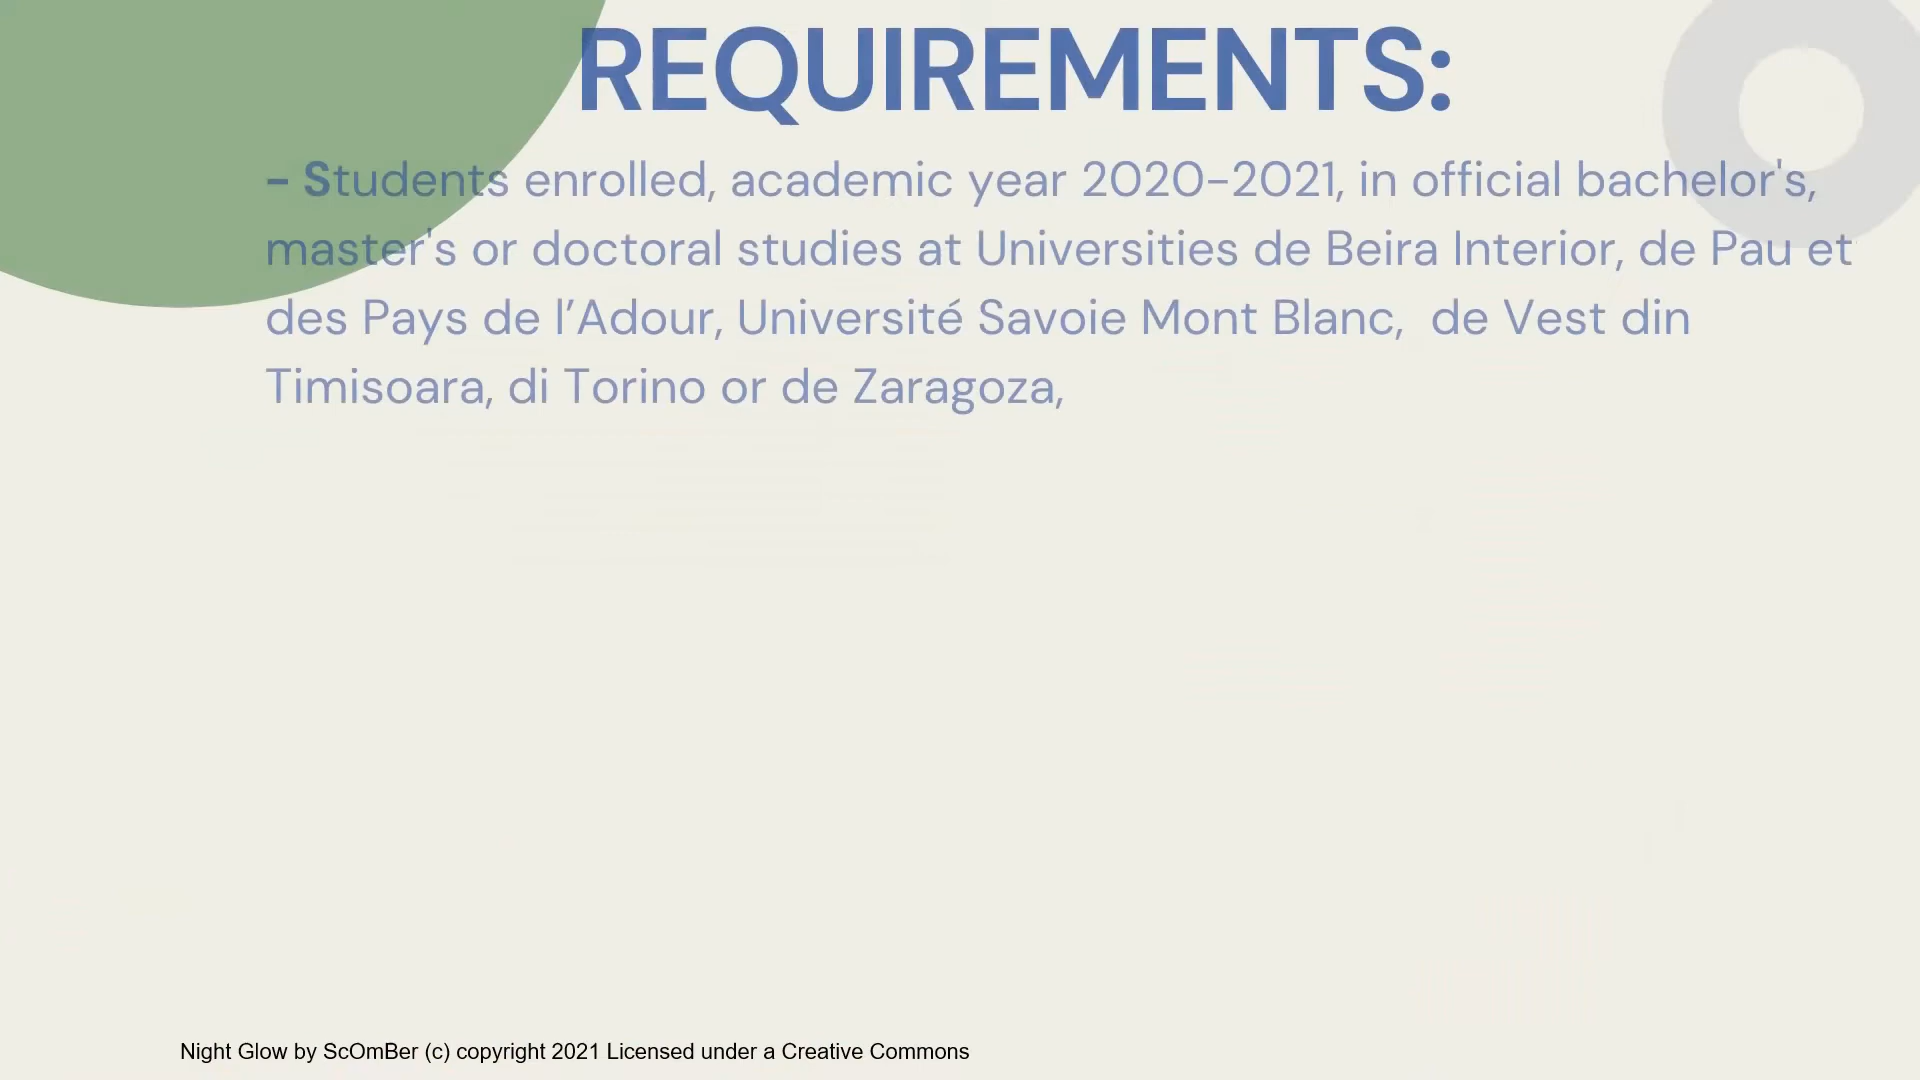 REQUIREMENTS:
- Students enrolled, academic year 2020-2021, in official bachelor's,
master's or doctoral studies at Universities de Beira Interior, de Pau et
des Pays de l’Adour, Université Savoie Mont Blanc,  de Vest din
Timisoara, di Torino or de Zaragoza,
Night Glow by ScOmBer (c) copyright 2021 Licensed under a Creative Commons